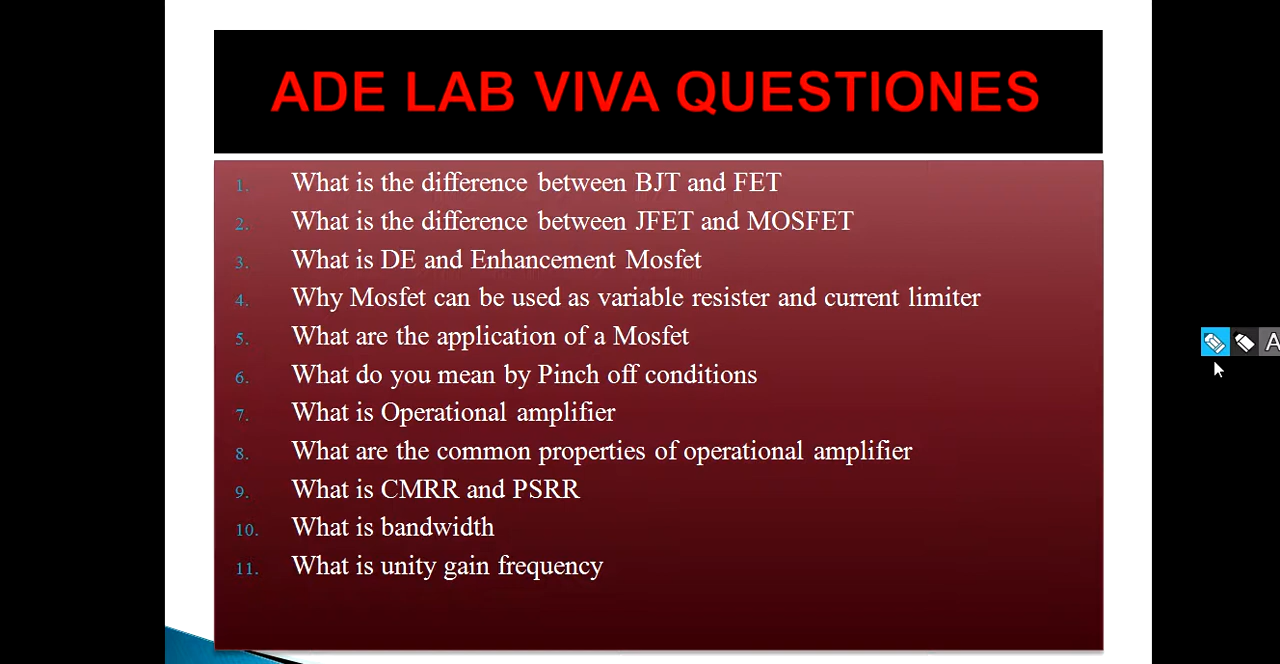 ADE LAB VIVA QUESTIONES
1. What is the difference between BJT and FET
2. What is the difference between JFET and MOSFET
3. What is DE and Enhancement Mosfet
4. Why Mosfet can be used as variable resister and current limiter
5. What are the application of a Mosfet
6. What do you mean by Pinch off conditions
7. What is Operational amplifier
8. What are the common properties of operational amplifier
9. What is CMRR and PSRR
10. What is bandwidth
11. What is unity gain frequency
A